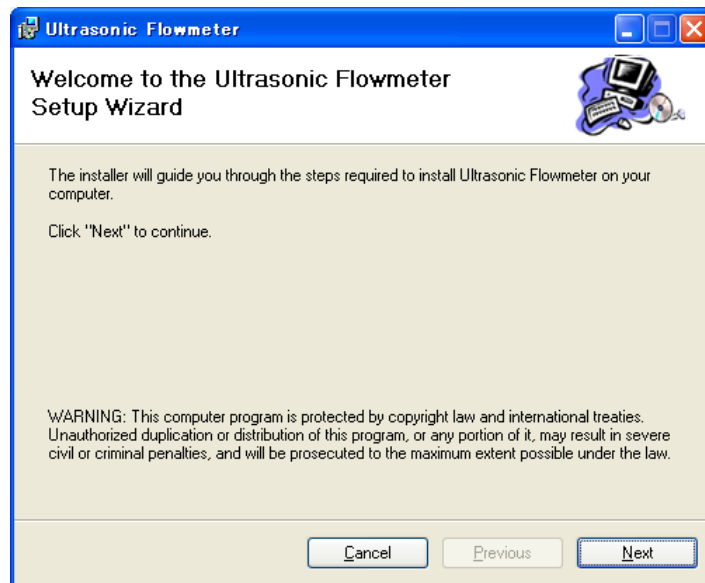 Ultrasonic Flowmeter
Welcome to the Ultrasonic Flowmeter
Setup Wizard
The installer will guide you through the steps required to install Ultrasonic Flowmeter on your
computer.
Click "Next" to continue.
WARNING: This computer program is protected by copyright law and international treaties.
Unauthorized duplication or distribution of this program, or any portion of it, may result in severe
civil or criminal penalties, and will be prosecuted to the maximum extent possible under the law.
Cancel Previous Next